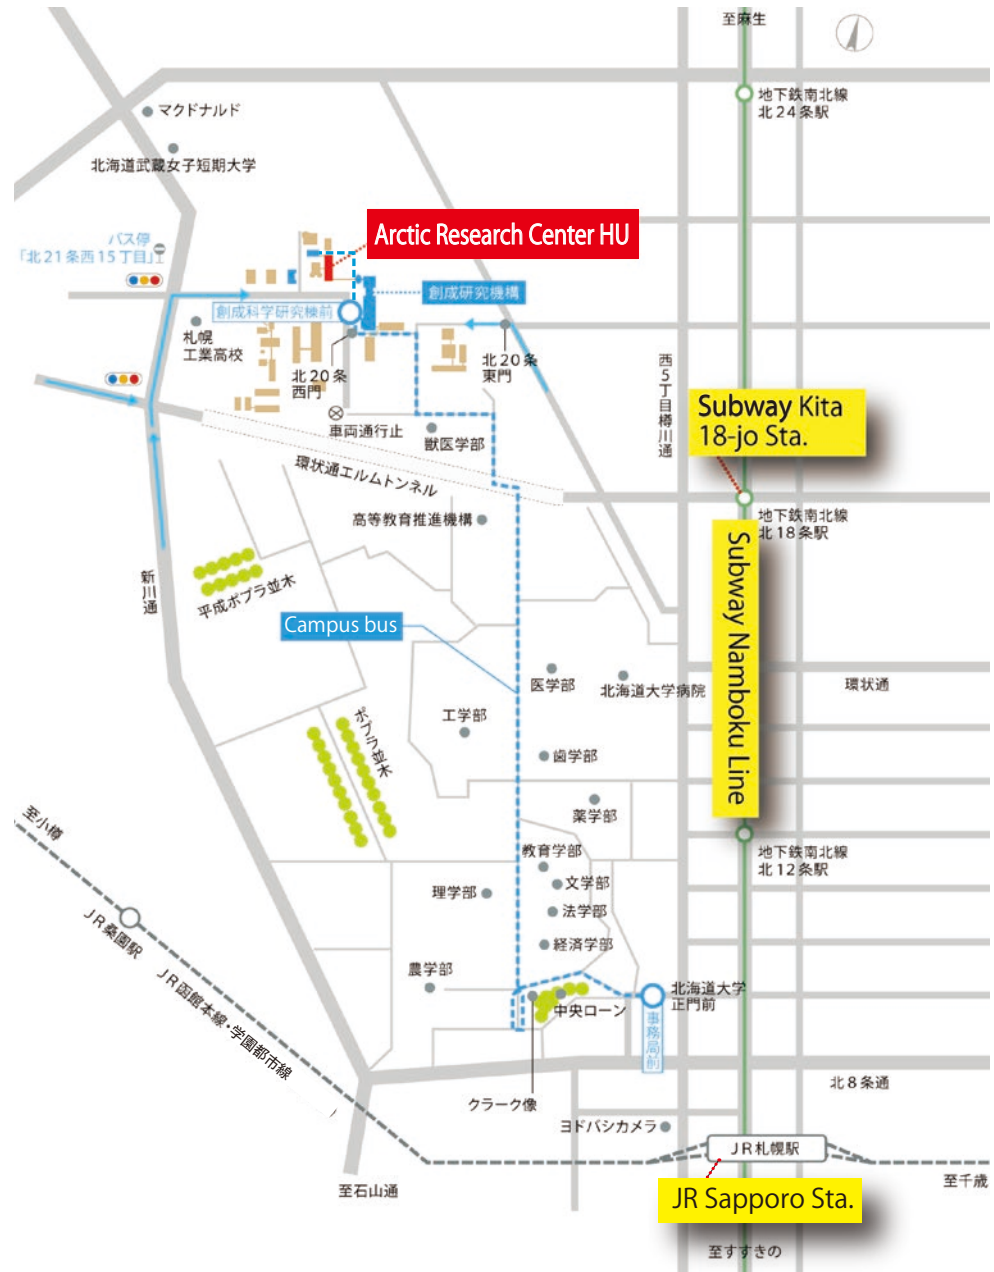 至麻生
地下鉄南北線
北24条駅
マクドナルド
北海道武蔵女子短期大学
バス停
「北21条西15丁目」
Arctic Research Center HU
創成研究機構
創成科学研究棟前
札幌
工業高校
北20条
西門
北20条
東門
西5丁目樽川通
Subway Kita
18-jo Sta.
車両通行止
獣医学部
環状通エルムトンネル
高等教育推進機構
地下鉄南北線
北18条駅
Subway Namboku Line
新川通
平成ポプラ並木
Campus bus
医学部
北海道大学病院
環状通
工学部
ポプラ並木
歯学部
薬学部
至小樽
教育学部
地下鉄南北線
北12条駅
理学部
文学部
法学部
JR桑園駅
経済学部
農学部
JR函館本線・学園都市線
北海道大学
正門前
中央ローン
事務局前
北8条通
クラーク像
ヨドバシカメラ
JR札幌駅
至石山通
至千歳
JR Sapporo Sta.
至すすきの